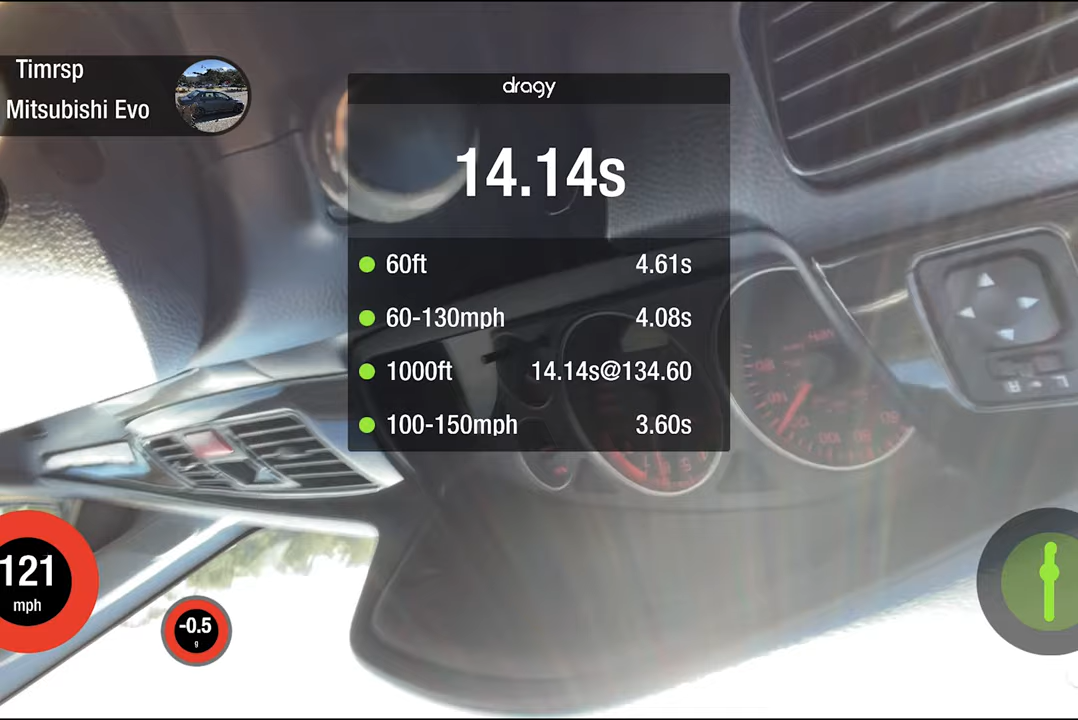 Timrsp
Mitsubishi Evo
dragy
14.14s
60ft 4.61s
60-130mph 4.08s
1000ft 14.14s@134.60
100-150mph 3.60s
121
mph
-0.5
g